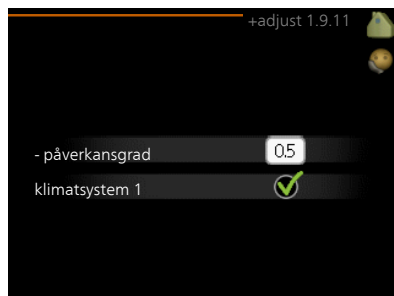 +adjust 1.9.11
- påverkansgrad 0.5
klimatsystem 1